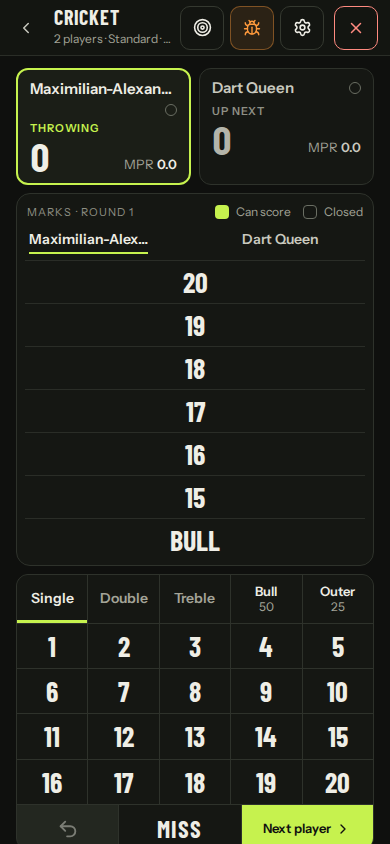 CRICKET
2 players · Standard · ...
Maximilian-Alexan...
THROWING
0
MPR 0.0
Dart Queen
UP NEXT
0
MPR 0.0
MARKS · ROUND 1
Can score
Closed
Maximilian-Alex...
Dart Queen
20
19
18
17
16
15
BULL
Single Double Treble Bull Outer
50 25
1 2 3 4 5
6 7 8 9 10
11 12 13 14 15
16 17 18 19 20
MISS
Next player